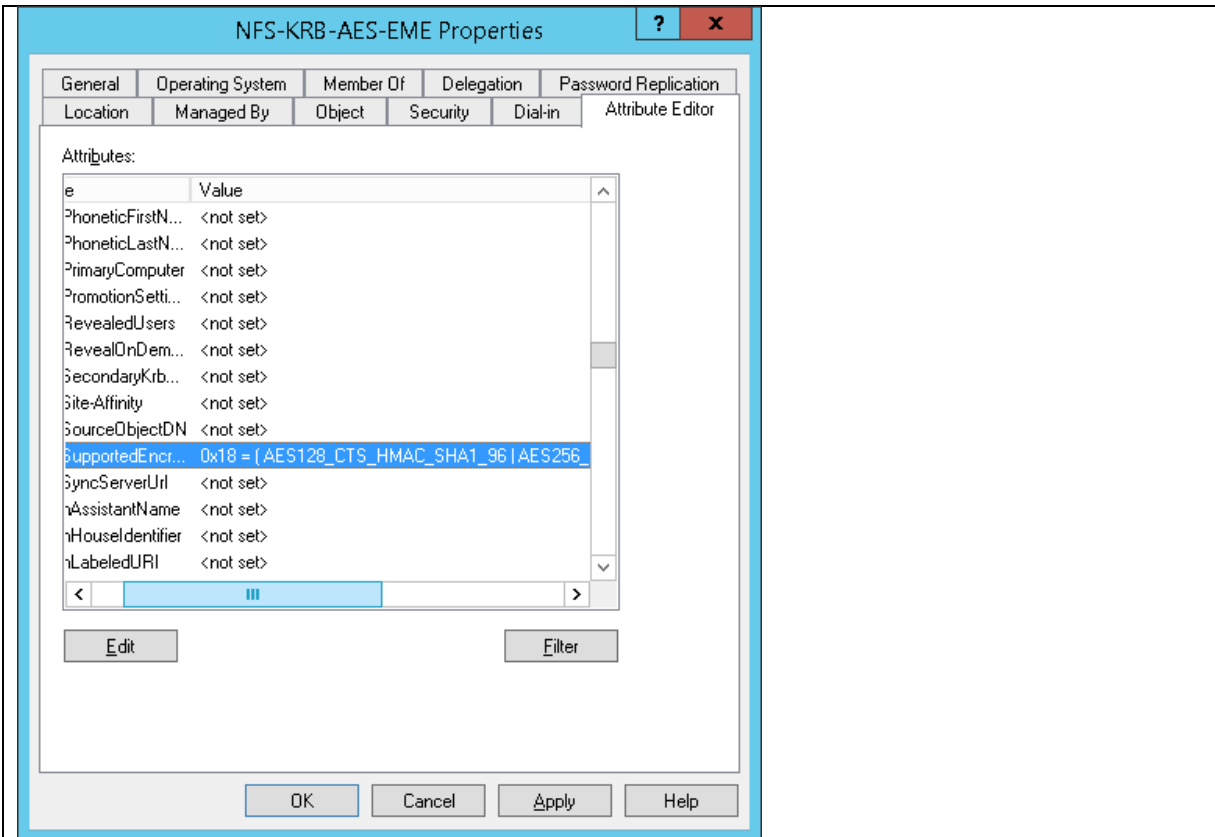 NFS-KRB-AES-EME Properties
? x
General Operating System Member Of Delegation Password Replication
Location Managed By Object Security Dial-in Attribute Editor
Attributes:
e Value
PhoneticFirstN... <not set>
PhoneticLastN... <not set>
PrimaryComputer <not set>
PromotionSetti... <not set>
RevealedUsers <not set>
RevealOnDem... <not set>
SecondaryKrb... <not set>
Site-Affinity <not set>
SourceObjectDN <not set>
SupportedEncr... 0x18 = ( AES128_CTS_HMAC_SHA1_96 | AES256_
SyncServerUrl <not set>
nAssistantName <not set>
nHouseIdentifier <not set>
nLabeledURI <not set>
Edit Filter
OK Cancel Apply Help